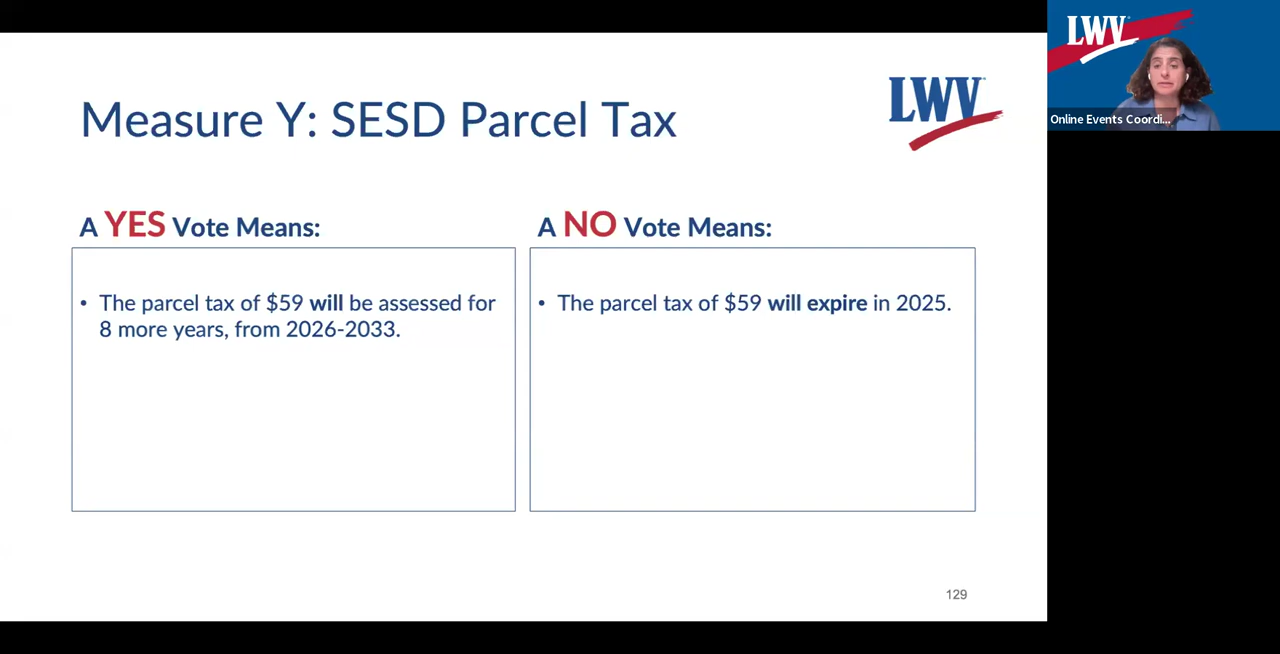 LWV
Online Events Coordi...
Measure Y: SESD Parcel Tax
LWV
A YES Vote Means:
• The parcel tax of $59 will be assessed for
8 more years, from 2026-2033.
A NO Vote Means:
• The parcel tax of $59 will expire in 2025.
129